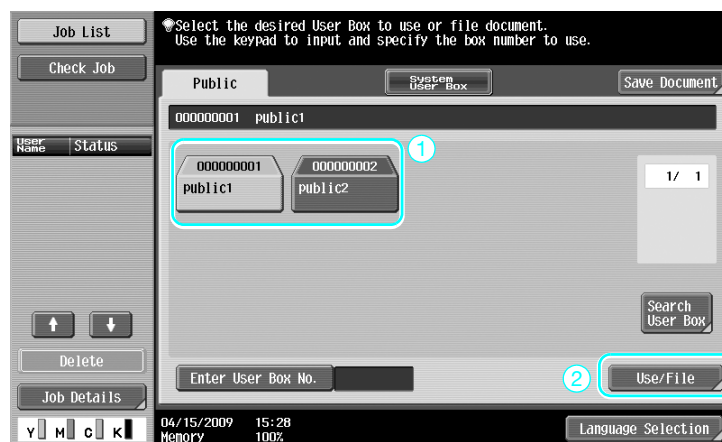 Job List
Check Job
User Name
Status
Delete
Job Details
Y M C K
Select the desired User Box to use or file document.
Use the keypad to input and specify the box number to use.
Public
System User Box
Save Document
000000001 public1
1
000000001
public1
000000002
public2
1/ 1
Search
User Box
Enter User Box No.
2
Use/File
04/15/2009 15:28
Memory 100%
Language Selection